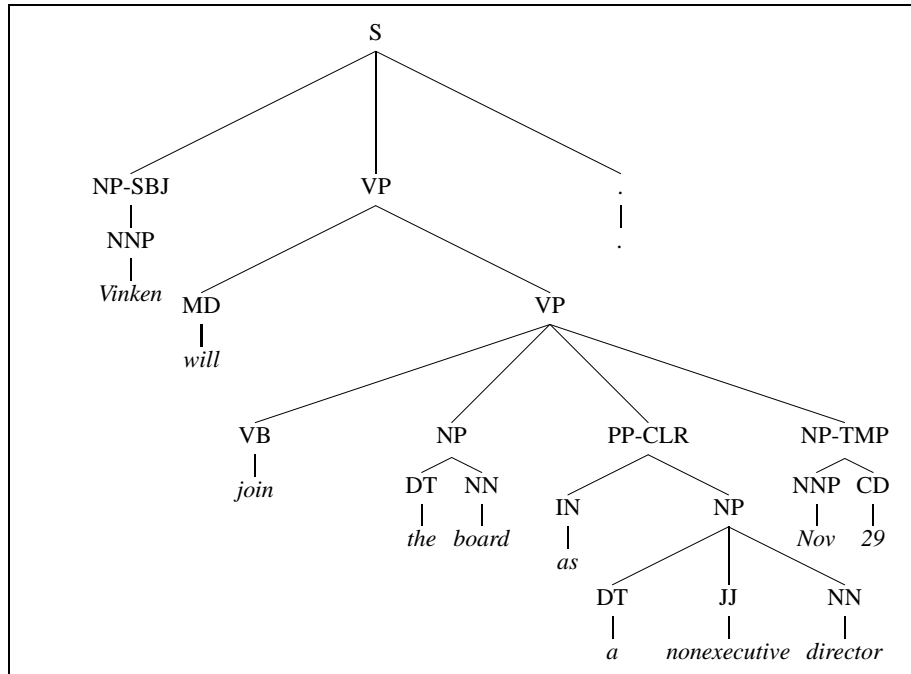 S
NP-SBJ VP .
NNP .
Vinken MD VP
will
VB NP PP-CLR NP-TMP
join DT NN IN NP NNP CD
the board as Nov 29
DT JJ NN
a nonexecutive director